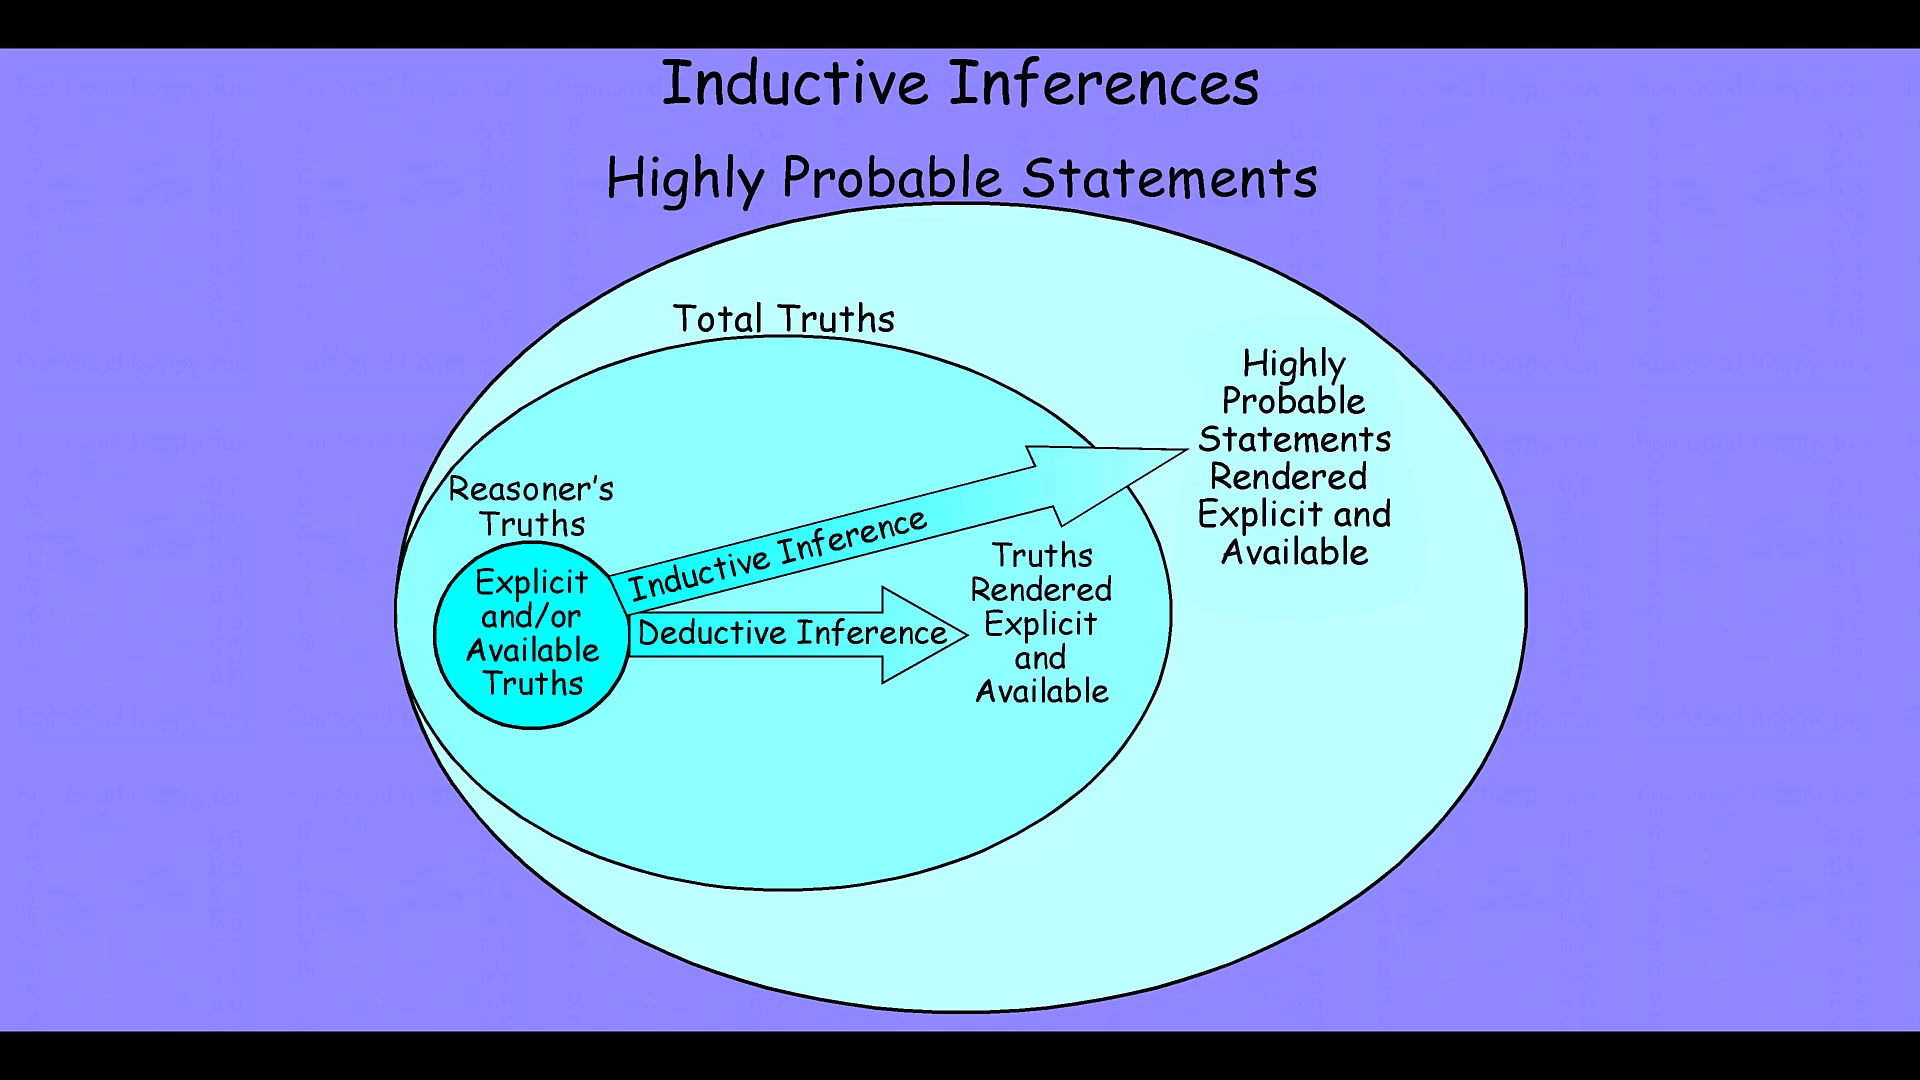 Inductive Inferences
Highly Probable Statements
Total Truths
Highly
Probable
Statements
Rendered
Explicit and
Available
Reasoner's
Truths
Explicit
and/or
Available
Truths
Inductive Inference
Deductive Inference
Truths
Rendered
Explicit
and
Available